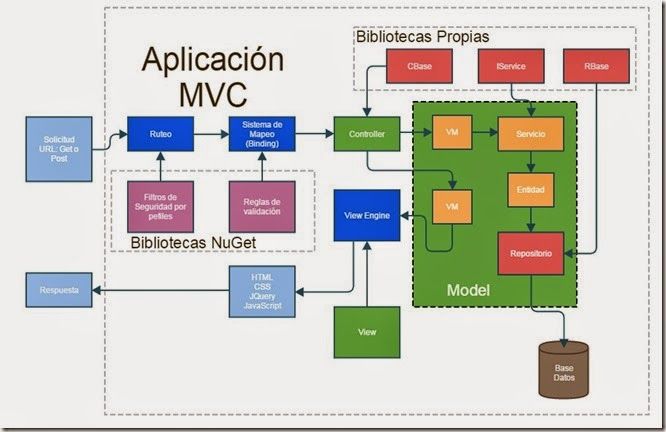 Bibliotecas Propias
Aplicación
MVC
CBase
IService
RBase
Solicitud
URL: Get o
Post
Ruteo
Sistema de
Mapeo
(Binding)
Controller
VM
Servicio
Filtros de
Seguridad por
pefiles
Reglas de
validación
View Engine
VM
Entidad
Bibliotecas NuGet
Repositorio
Respuesta
HTML
CSS
JQuery
JavaScript
Model
View
Base
Datos